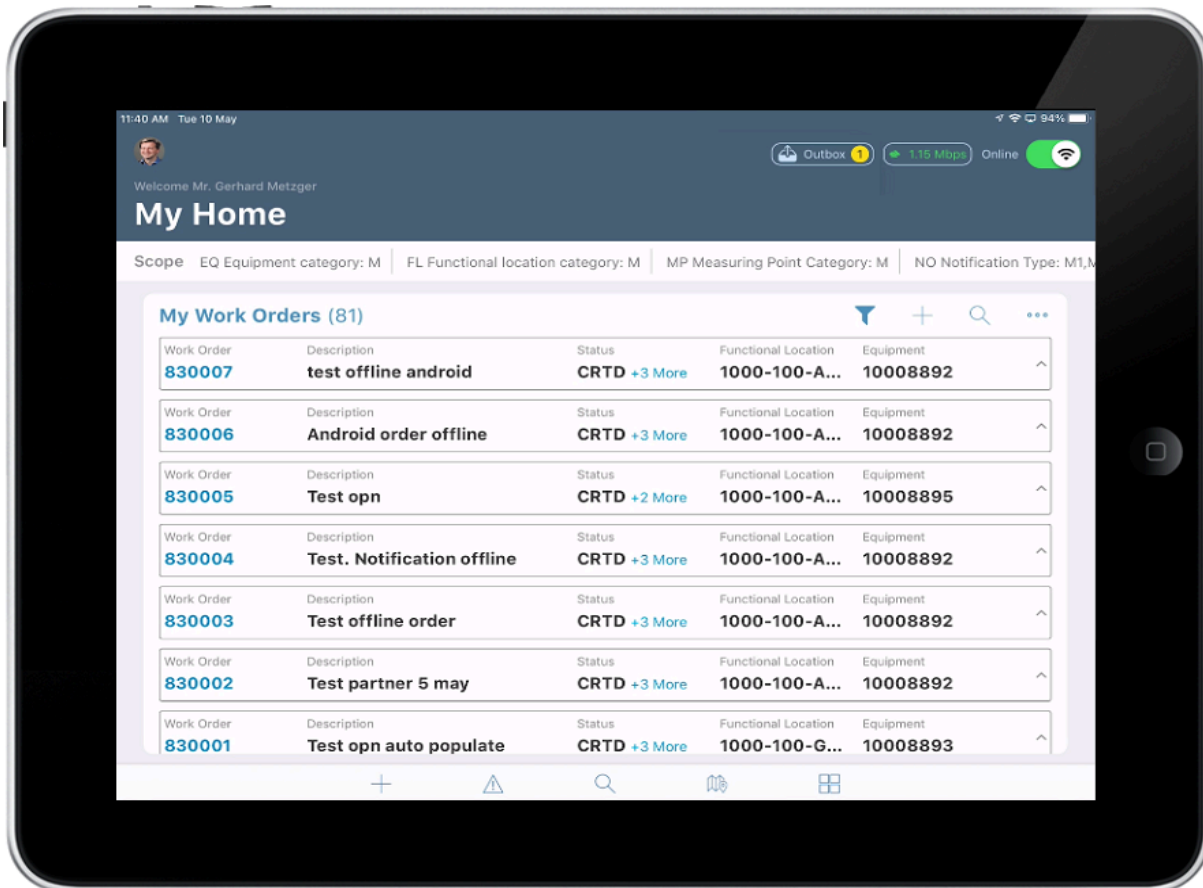 11:40 AM Tue 10 May 94%
Outbox 1 1.15 Mbps Online
Welcome Mr. Gerhard Metzger
My Home
Scope EQ Equipment category: M FL Functional location category: M MP Measuring Point Category: M NO Notification Type: M1,M
My Work Orders (81)
Work Order Description Status Functional Location Equipment
830007 test offline android CRTD +3 More 1000-100-A... 10008892
Work Order Description Status Functional Location Equipment
830006 Android order offline CRTD +3 More 1000-100-A... 10008892
Work Order Description Status Functional Location Equipment
830005 Test opn CRTD +2 More 1000-100-A... 10008895
Work Order Description Status Functional Location Equipment
830004 Test. Notification offline CRTD +3 More 1000-100-A... 10008892
Work Order Description Status Functional Location Equipment
830003 Test offline order CRTD +3 More 1000-100-A... 10008892
Work Order Description Status Functional Location Equipment
830002 Test partner 5 may CRTD +3 More 1000-100-A... 10008892
Work Order Description Status Functional Location Equipment
830001 Test opn auto populate CRTD +3 More 1000-100-G... 10008893